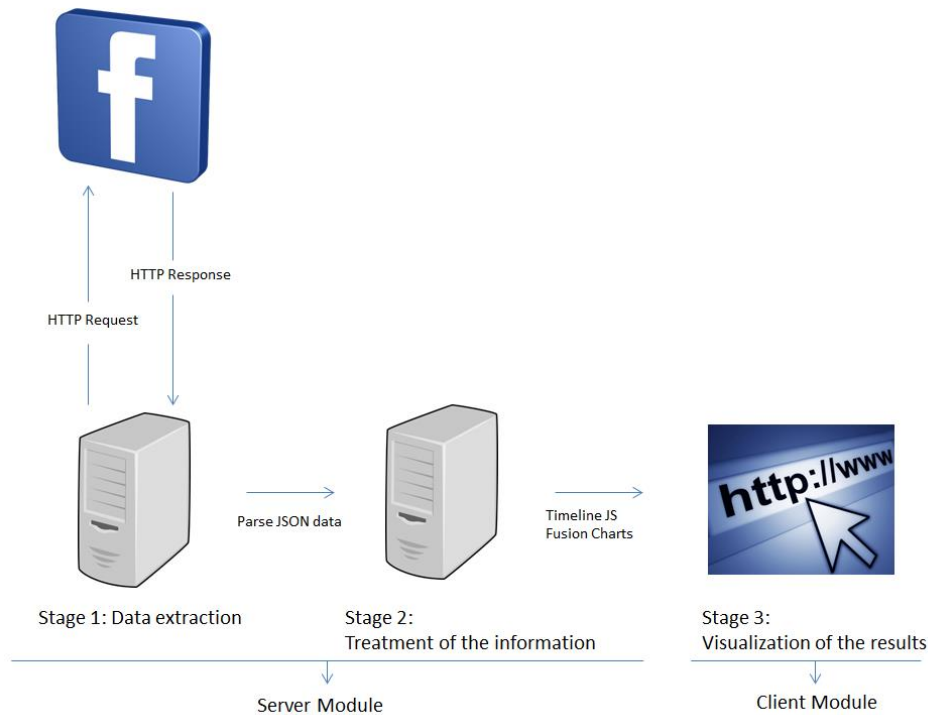 f
HTTP Response
HTTP Request
Parse JSON data
Timeline JS
Fusion Charts
http://www
Stage 1: Data extraction
Stage 2:
Treatment of the information
Stage 3:
Visualization of the results
Server Module
Client Module